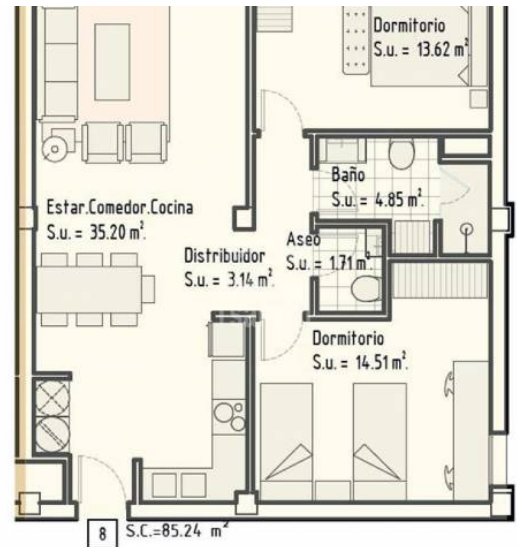 Dormitorio
S.u. = 13.62 m².
Baño
S.u. = 4.85 m².
Estar.Comedor.Cocina
S.u. = 35.20 m².
Distribuidor
S.u. = 3.14 m².
Aseo
S.u. = 1.71 m².
Dormitorio
S.u. = 14.51 m².
8 S.C.=85.24 m²